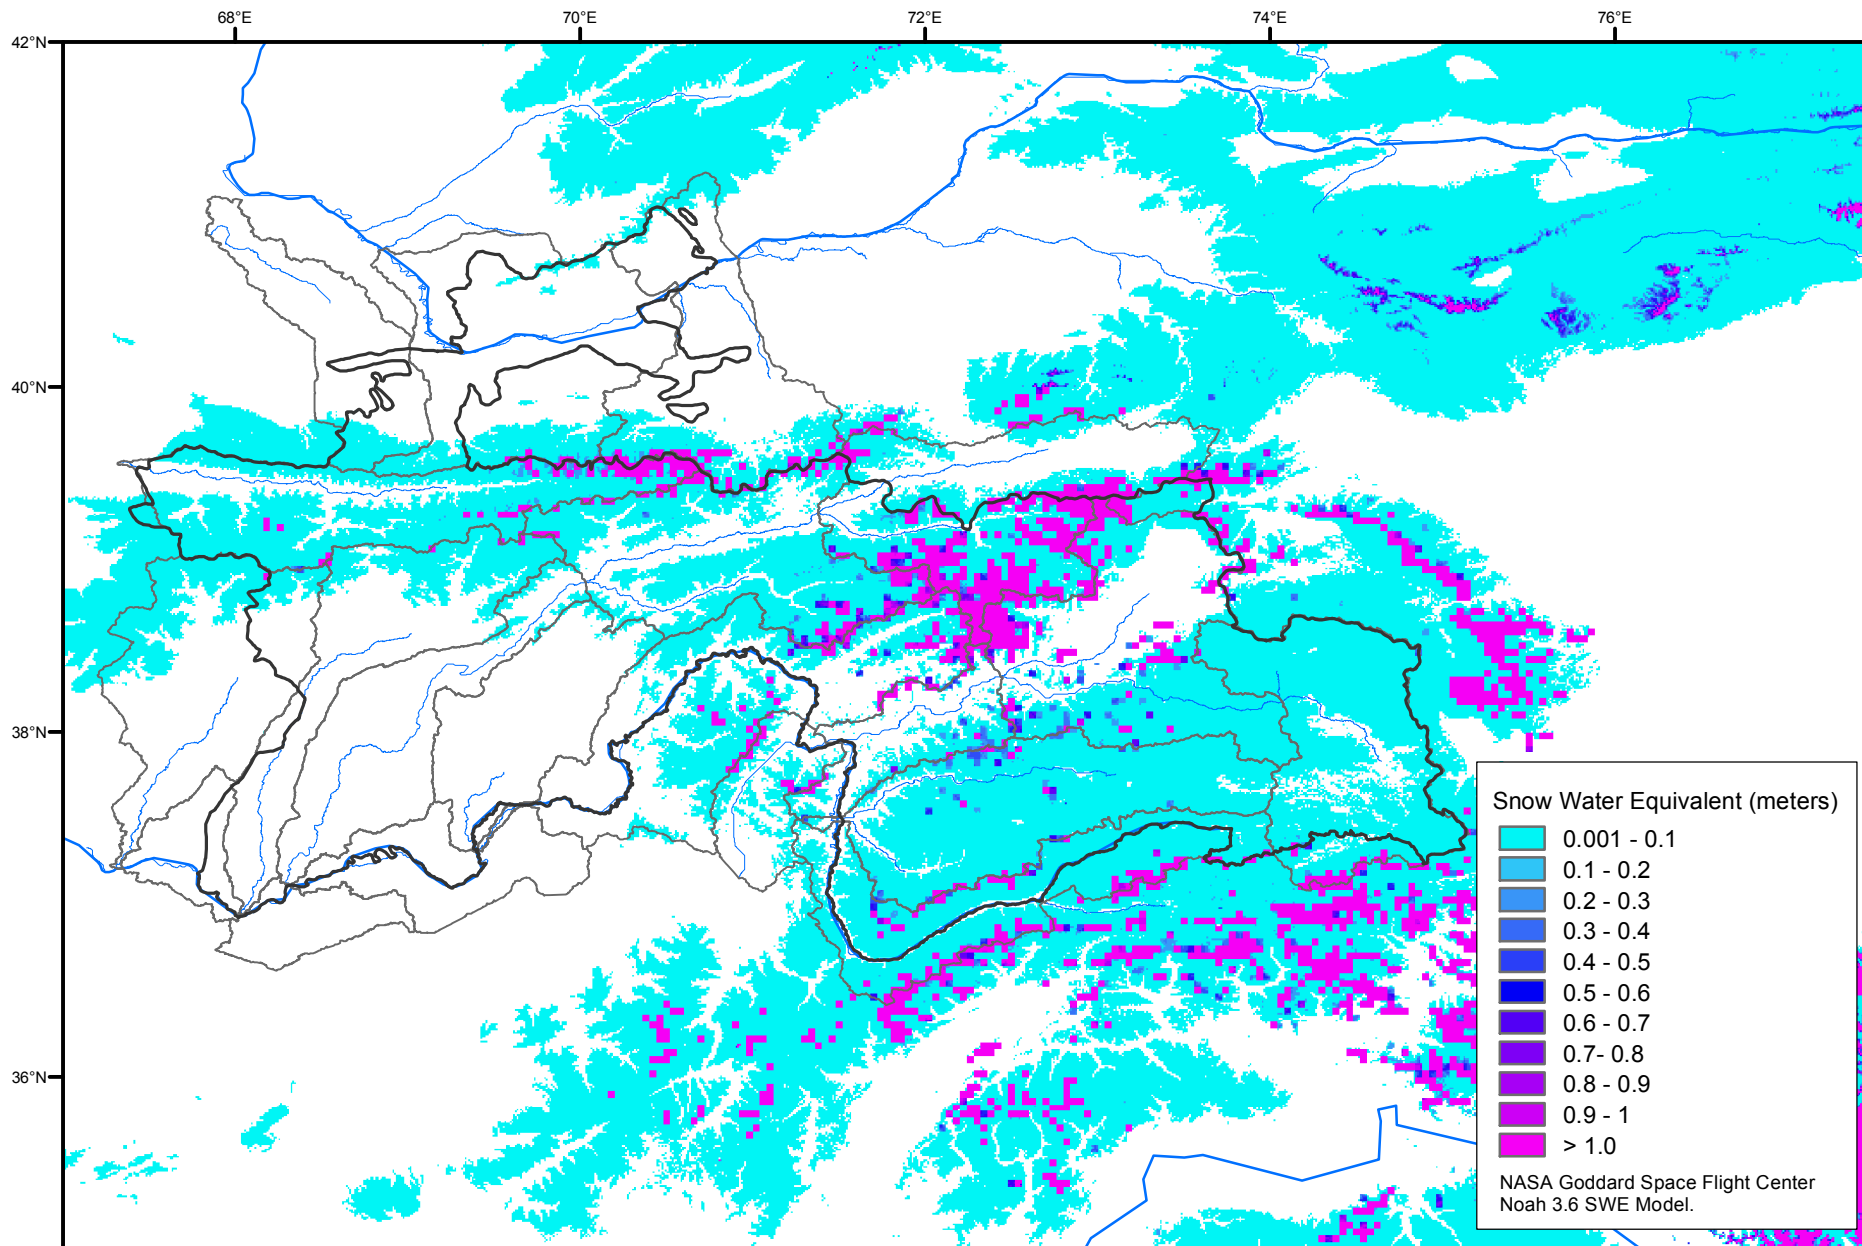 68°E 70°E 72°E 74°E 76°E
42°N
40°N
38°N
36°N
Snow Water Equivalent (meters)
0.001 - 0.1
0.1 - 0.2
0.2 - 0.3
0.3 - 0.4
0.4 - 0.5
0.5 - 0.6
0.6 - 0.7
0.7- 0.8
0.8 - 0.9
0.9 - 1
> 1.0
NASA Goddard Space Flight Center
Noah 3.6 SWE Model.